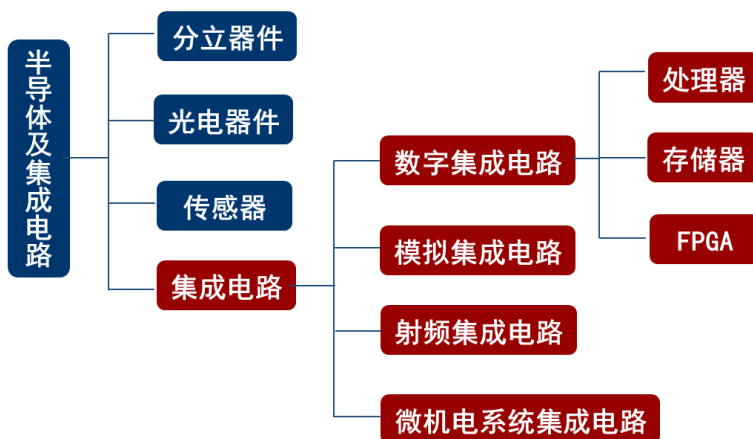 半导体及集成电路
分立器件
光电器件
传感器
集成电路
数字集成电路
模拟集成电路
射频集成电路
微机电系统集成电路
处理器
存储器
FPGA